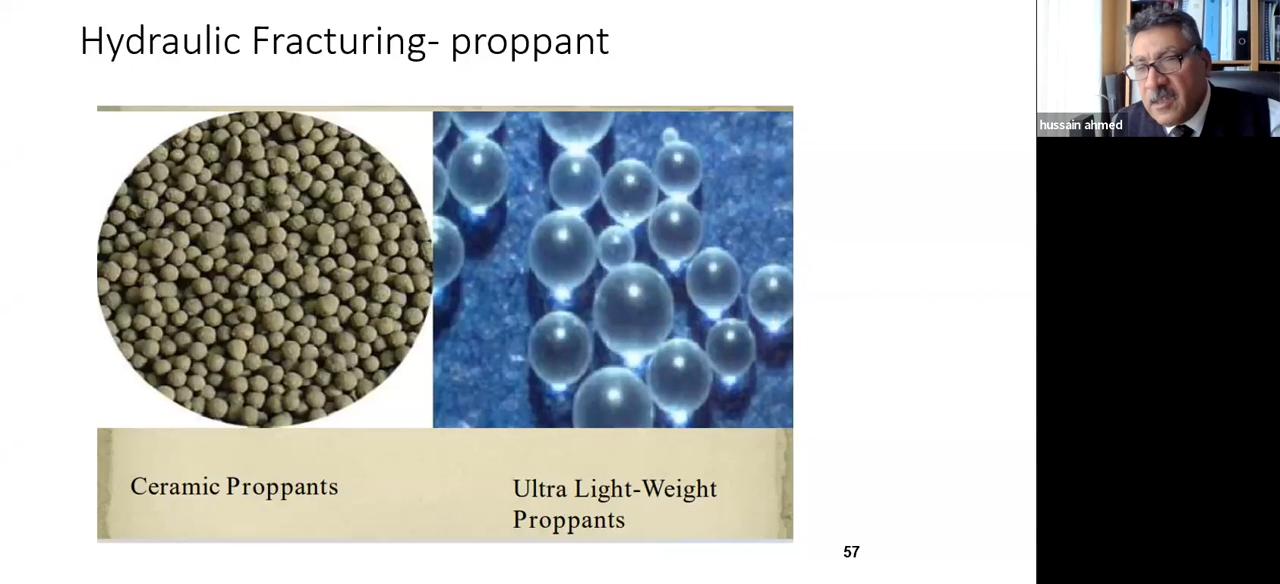 Hydraulic Fracturing- proppant
hussain ahmed
Ceramic Proppants
Ultra Light-Weight
Proppants
57